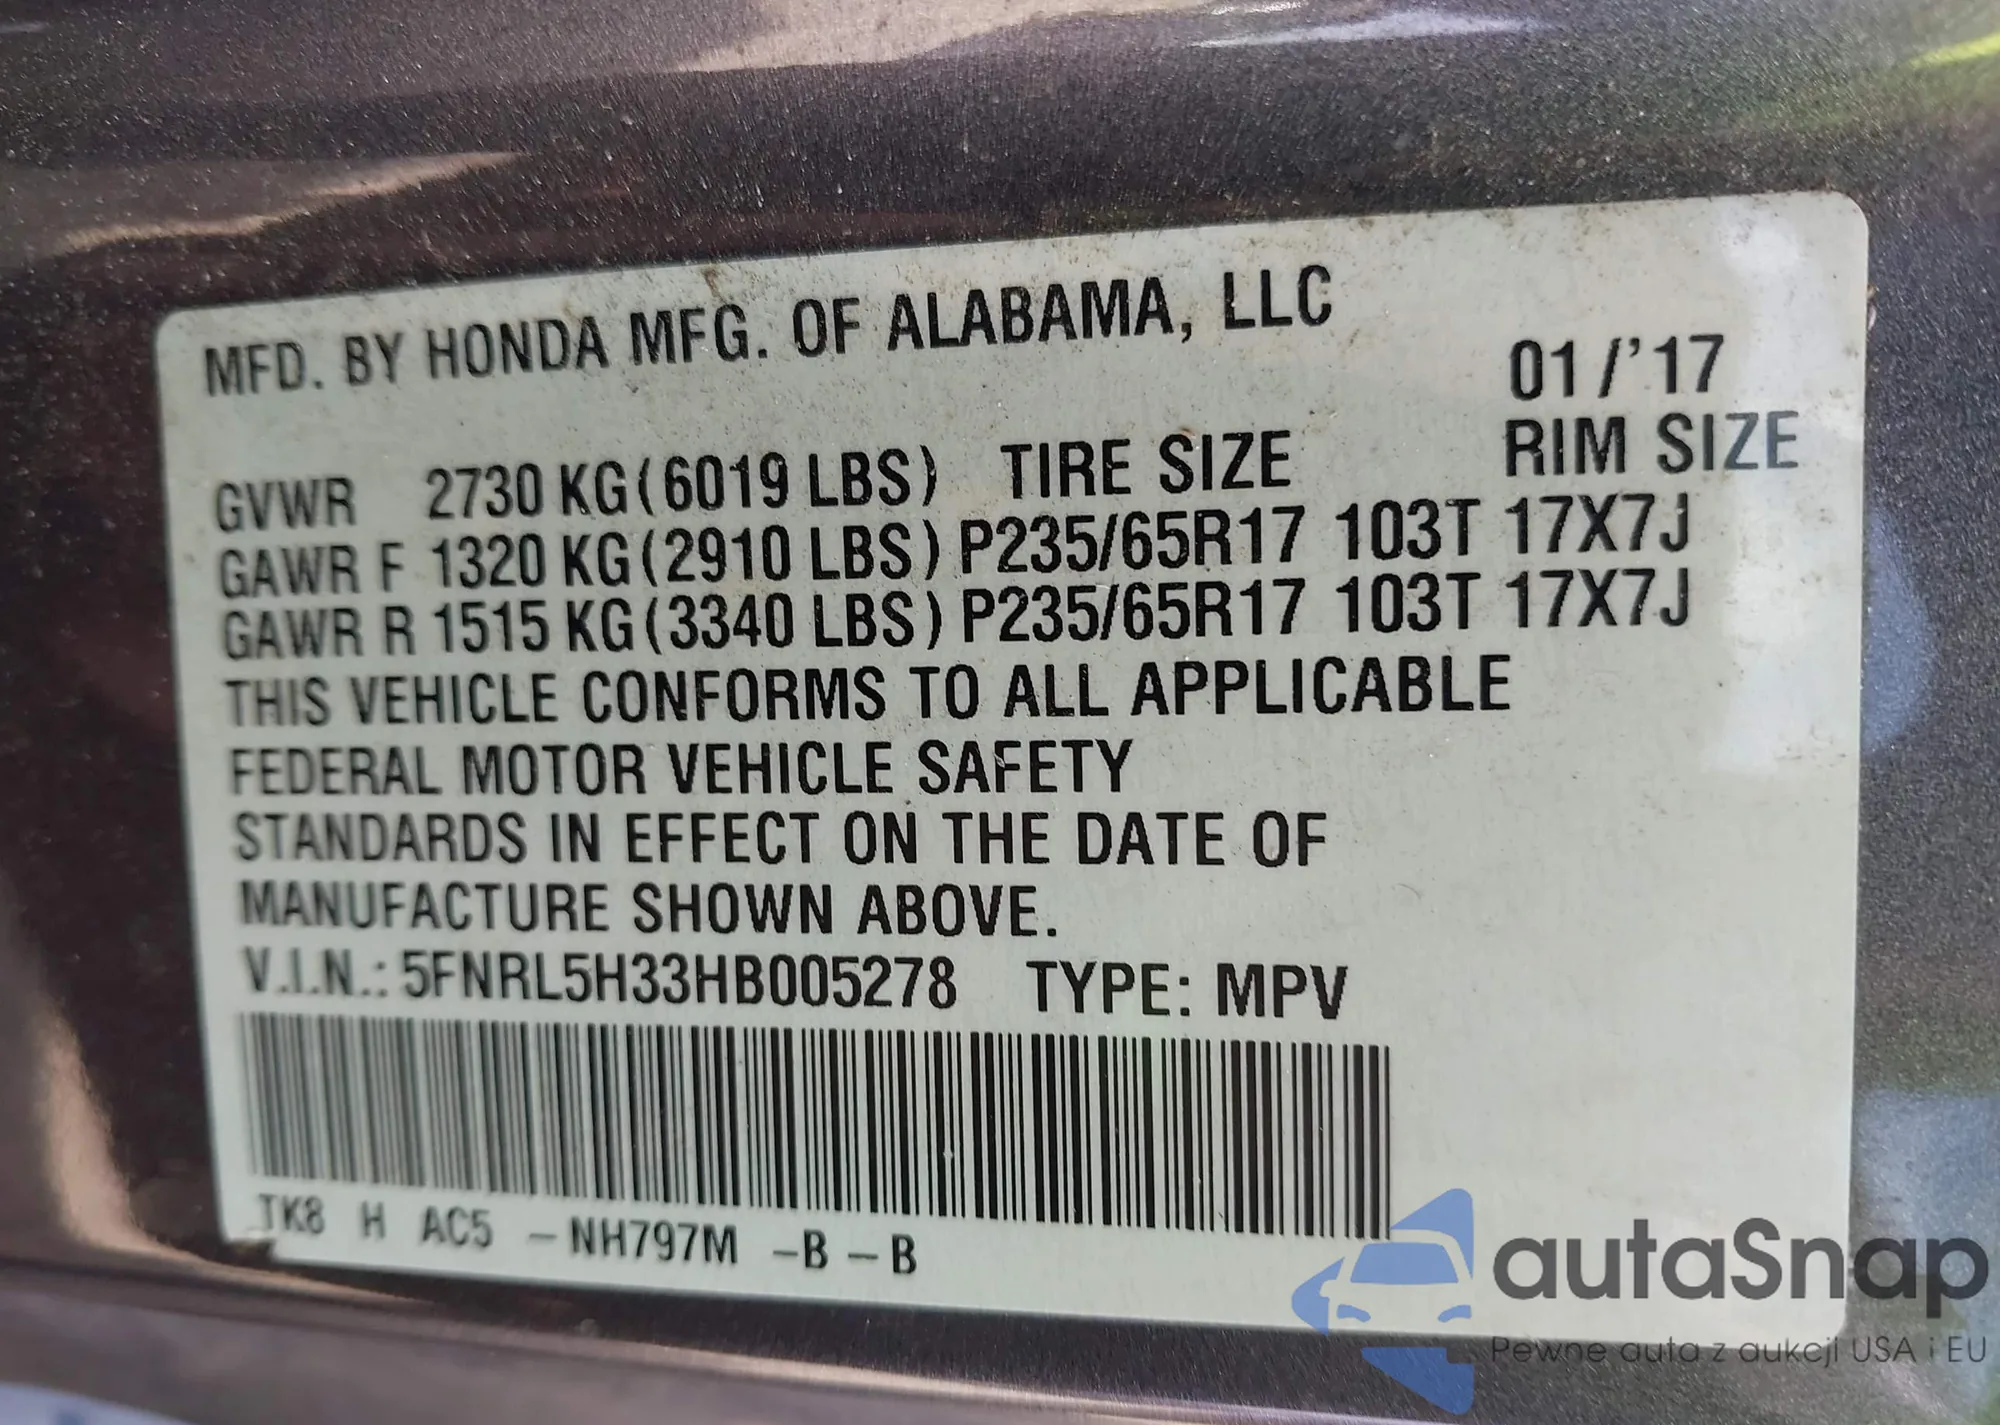 MFD. BY HONDA MFG. OF ALABAMA, LLC
01/'17
GVWR 2730 KG(6019 LBS) TIRE SIZE RIM SIZE
GAWR F 1320 KG(2910 LBS) P235/65R17 103T 17X7J
GAWR R 1515 KG(3340 LBS) P235/65R17 103T 17X7J
THIS VEHICLE CONFORMS TO ALL APPLICABLE
FEDERAL MOTOR VEHICLE SAFETY
STANDARDS IN EFFECT ON THE DATE OF
MANUFACTURE SHOWN ABOVE.
V.I.N.: 5FNRL5H33HB005278 TYPE: MPV
TK8 H AC5 –NH797M –B –B
autaSnap
Pewne auta z aukcji USA i EU